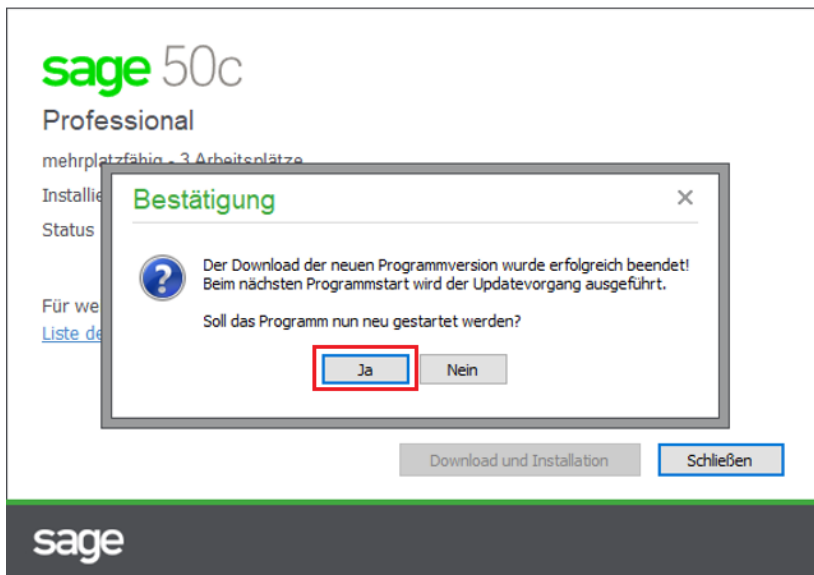 sage 50c
Professional
mehrplatzfähig - 3 Arbeitsplätze
Installie
Status
Für we
Liste de
Bestätigung
Der Download der neuen Programmversion wurde erfolgreich beendet!
Beim nächsten Programmstart wird der Updatevorgang ausgeführt.
Soll das Programm nun neu gestartet werden?
Ja Nein
Download und Installation Schließen
sage